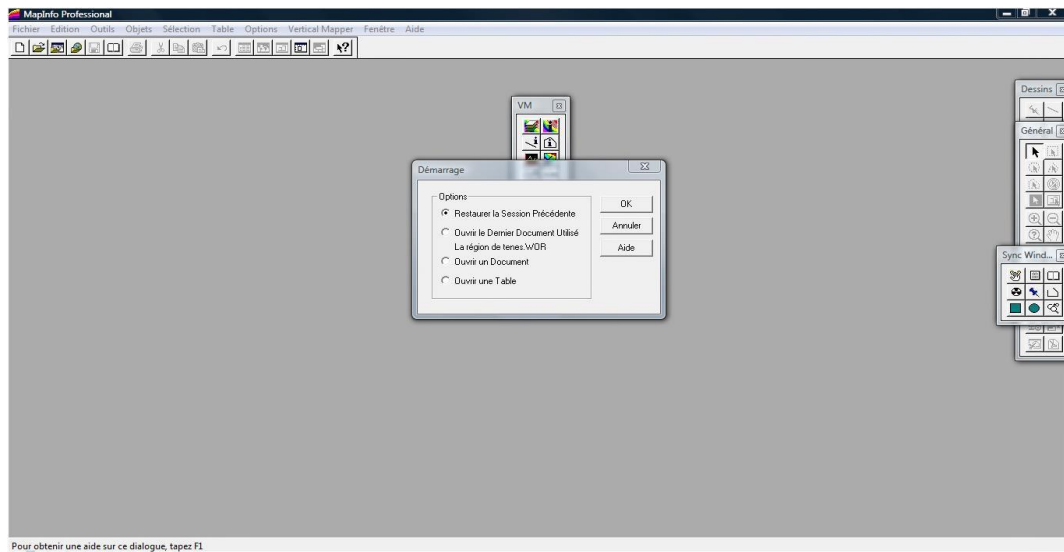 MapInfo Professional
Fichier Edition Outils Objets Sélection Table Options Vertical Mapper Fenêtre Aide
VM
Dessins
Général
Démarrage
Options
Restaurer la Session Précédente
OK
Ouvrir le Dernier Document Utilisé
Annuler
La région de tenes.WOR
Aide
Ouvrir un Document
Ouvrir une Table
Sync Wind...
Pour obtenir une aide sur ce dialogue, tapez F1